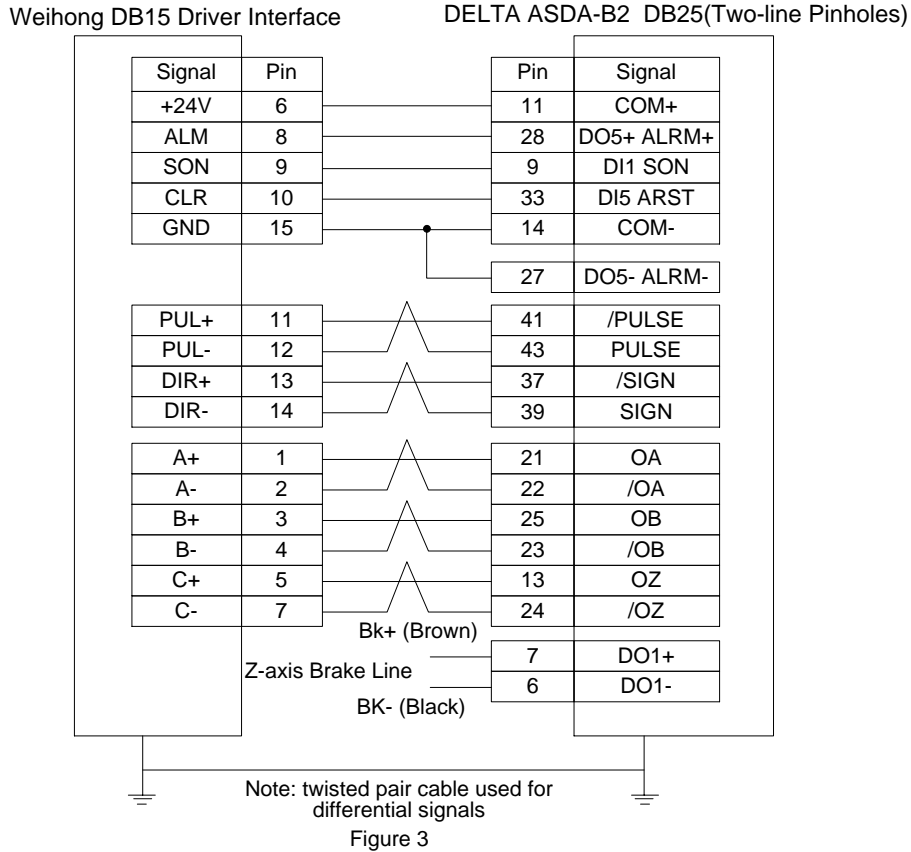 Weihong DB15 Driver Interface
DELTA ASDA-B2 DB25(Two-line Pinholes)
Signal Pin Pin Signal
+24V 6 11 COM+
ALM 8 28 DO5+ ALRM+
SON 9 9 DI1 SON
CLR 10 33 DI5 ARST
GND 15 14 COM-
27 DO5- ALRM-
PUL+ 11 41 /PULSE
PUL- 12 43 PULSE
DIR+ 13 37 /SIGN
DIR- 14 39 SIGN
A+ 1 21 OA
A- 2 22 /OA
B+ 3 25 OB
B- 4 23 /OB
C+ 5 13 OZ
C- 7 24 /OZ
Bk+ (Brown)
7 DO1+
Z-axis Brake Line
6 DO1-
BK- (Black)
Note: twisted pair cable used for
differential signals
Figure 3